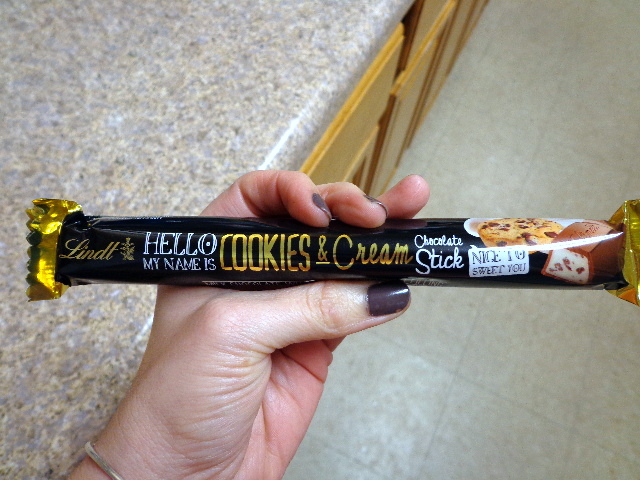 Lindt
HELLO
MY NAME IS
COOKIES & Cream
Chocolate
Stick
NICE TO
SWEET YOU